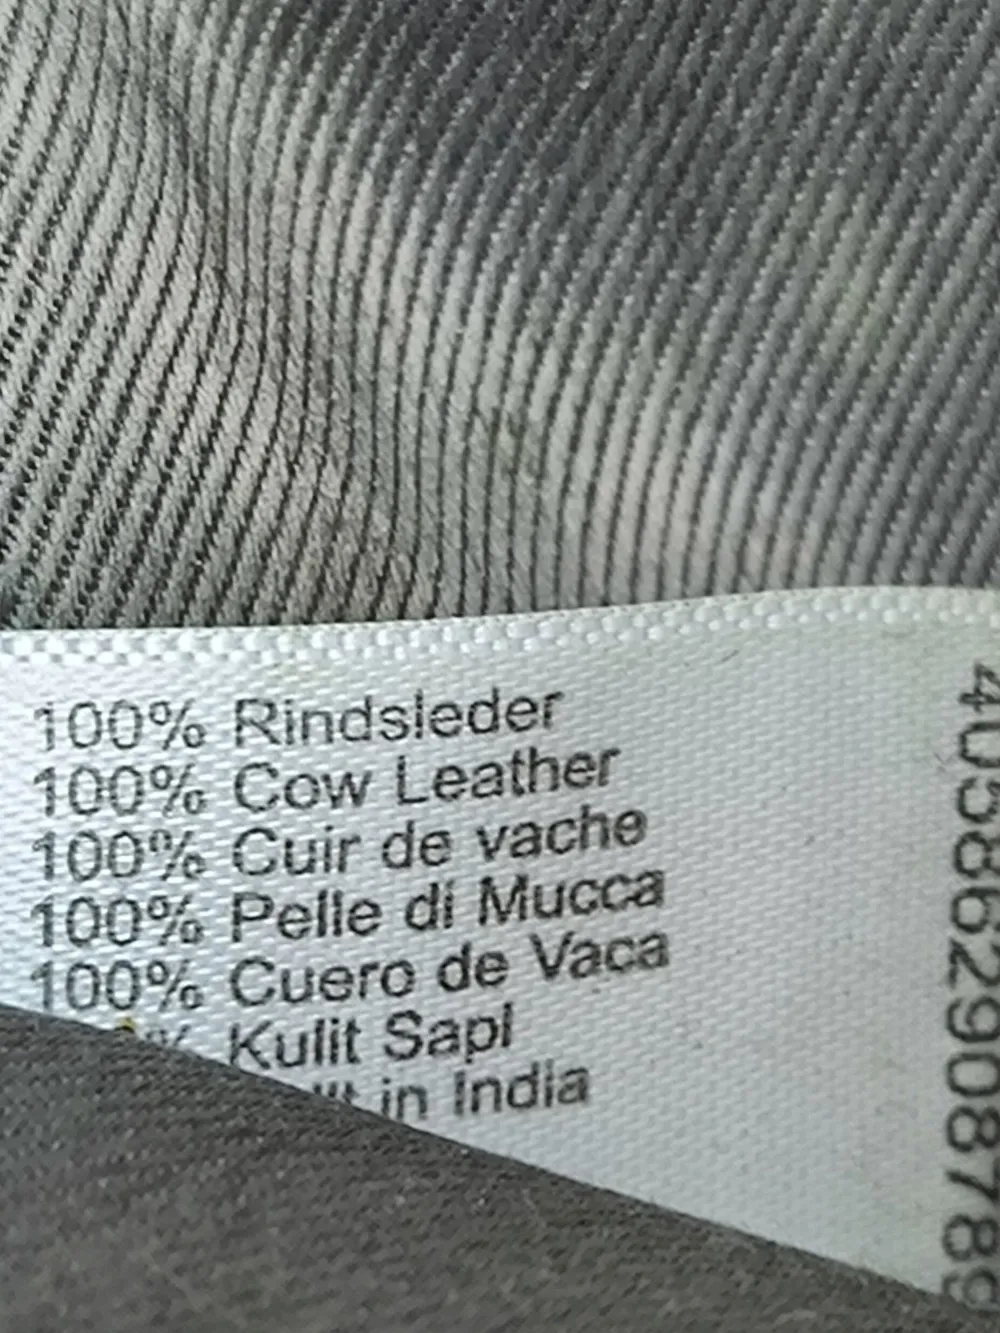 100% Rindsleder
100% Cow Leather
100% Cuir de vache
100% Pelle di Mucca
100% Cuero de Vaca
% Kulit Sapi
in India
4058629087899